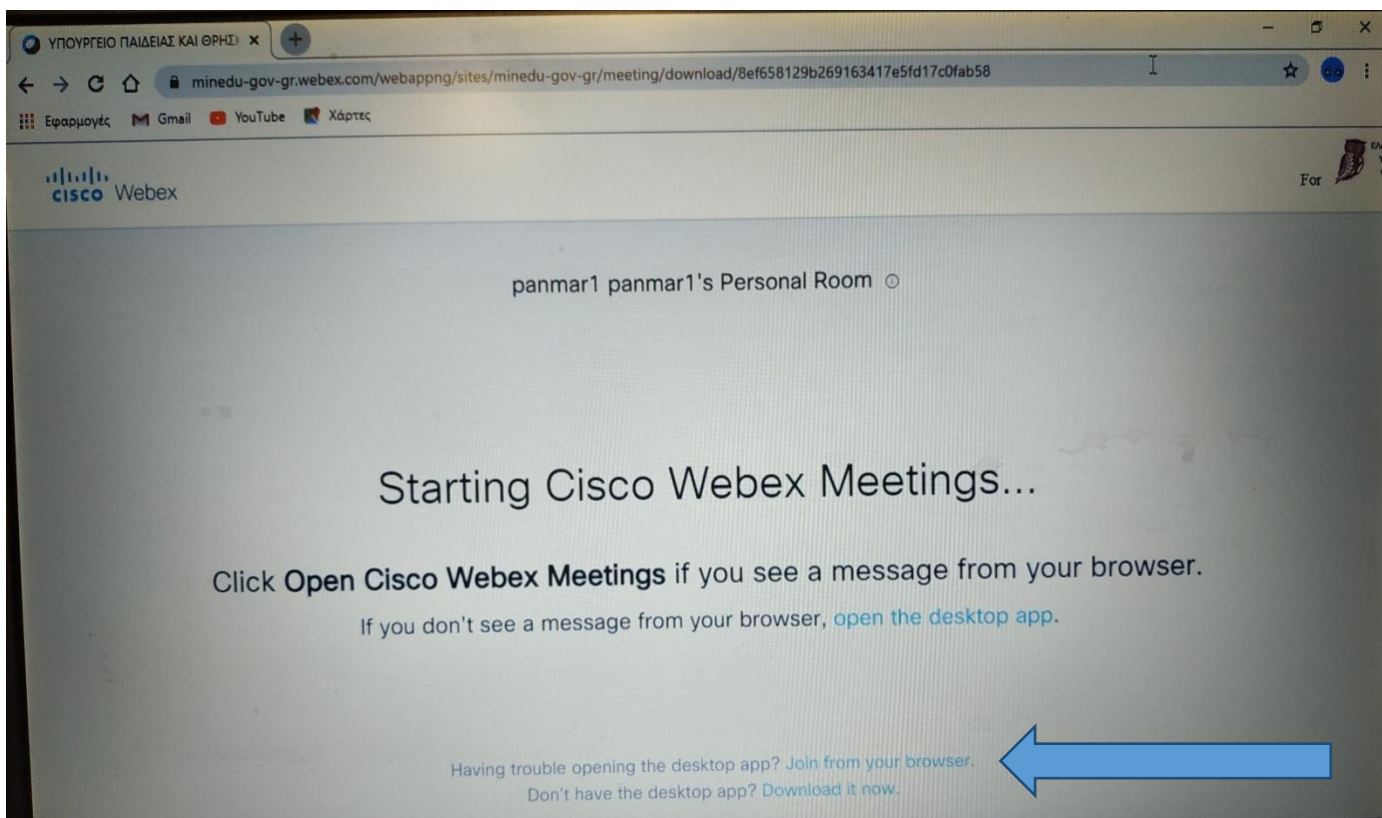 ΥΠΟΥΡΓΕΙΟ ΠΑΙΔΕΙΑΣ ΚΑΙ ΘΡΗΣ
minedu-gov-gr.webex.com/webappng/sites/minedu-gov-gr/meeting/download/8ef658129b269163417e5fd17c0fab58
Εφαρμογές Gmail YouTube Χάρτες
CISCO Webex
For
panmar1 panmar1's Personal Room
Starting Cisco Webex Meetings...
Click Open Cisco Webex Meetings if you see a message from your browser.
If you don't see a message from your browser, open the desktop app.
Having trouble opening the desktop app? Join from your browser.
Don't have the desktop app? Download it now.